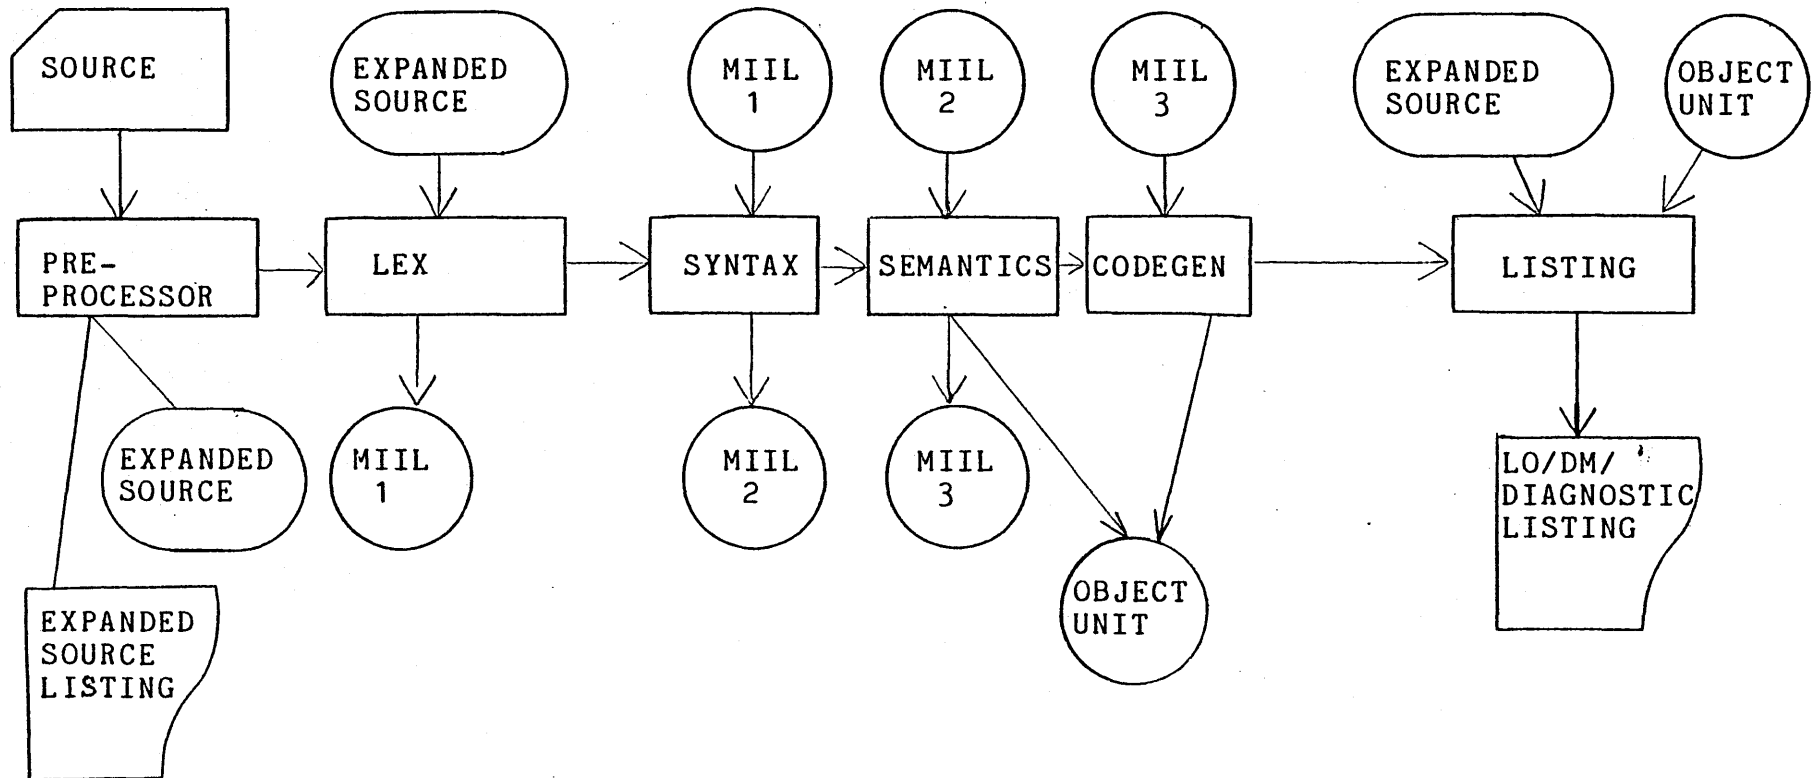 SOURCE
EXPANDED
SOURCE
MIIL
1
MIIL
2
MIIL
3
EXPANDED
SOURCE
OBJECT
UNIT
PRE-
PROCESSOR
LEX
SYNTAX
SEMANTICS
CODEGEN
LISTING
EXPANDED
SOURCE
MIIL
1
MIIL
2
MIIL
3
LO/DM/
DIAGNOSTIC
LISTING
OBJECT
UNIT
EXPANDED
SOURCE
LISTING